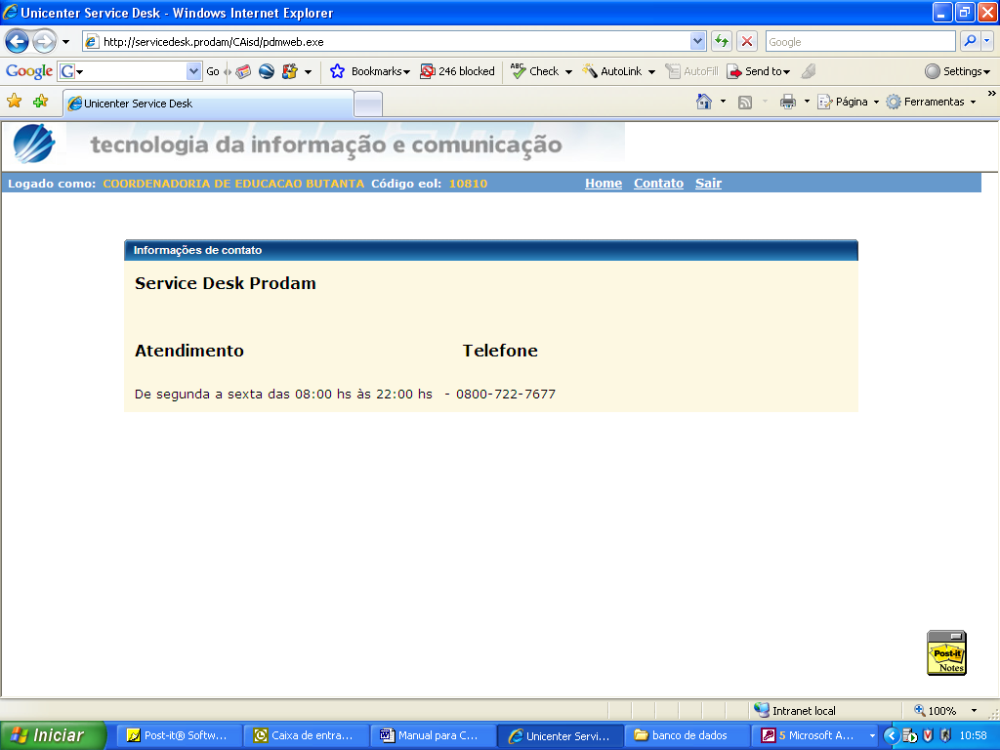 Unicenter Service Desk - Windows Internet Explorer
http://servicedesk.prodam/CAisd/pdmweb.exe
Google
Google G Go Bookmarks 246 blocked ABC Check AutoLink AutoFill Send to Settings
Unicenter Service Desk Página Ferramentas »
tecnologia da informação e comunicação
Logado como: COORDENADORIA DE EDUCACAO BUTANTA Código eol: 10810 Home Contato Sair
Informações de contato
Service Desk Prodam
Atendimento Telefone
De segunda a sexta das 08:00 hs às 22:00 hs - 0800-722-7677
Post-it
Notes
Intranet local 100%
Iniciar Post-it® Softw... Caixa de entra... Manual para C... Unicenter Servi... banco de dados 5 Microsoft A... 10:58